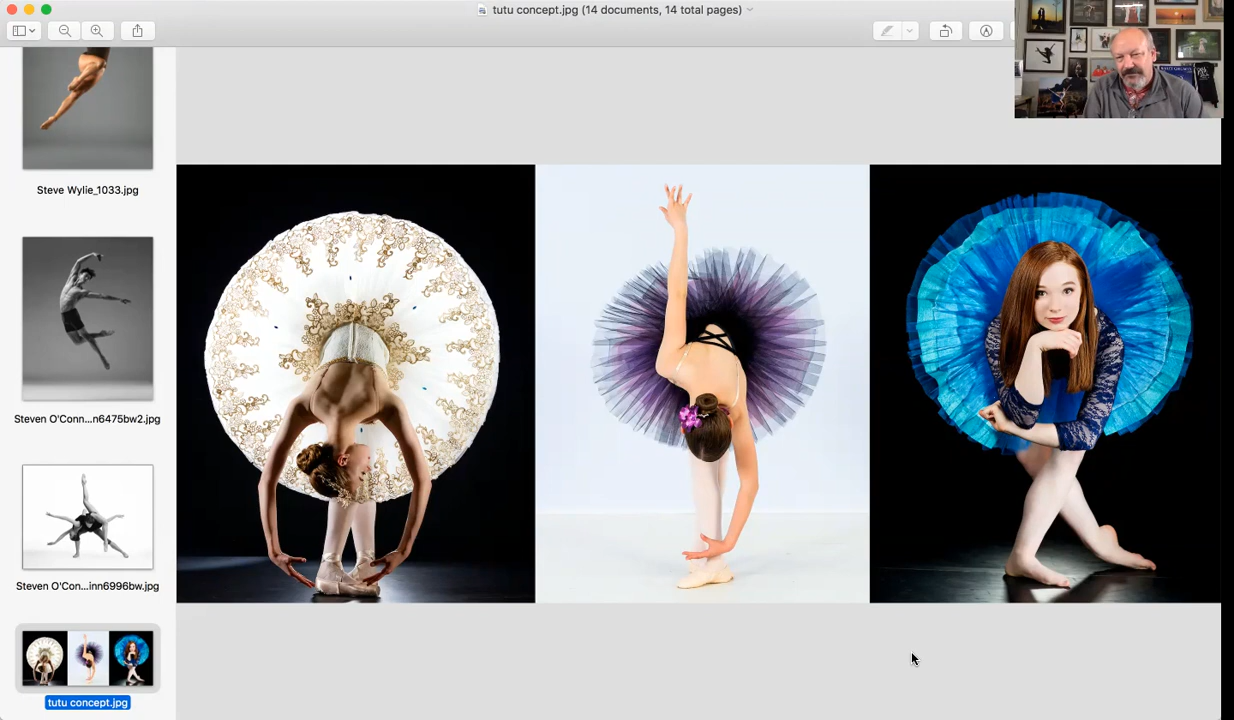 tutu concept.jpg (14 documents, 14 total pages)
Steve Wylie_1033.jpg
Steven O'Conn...n6475bw2.jpg
Steven O'Con...inn6996bw.jpg
tutu concept.jpg